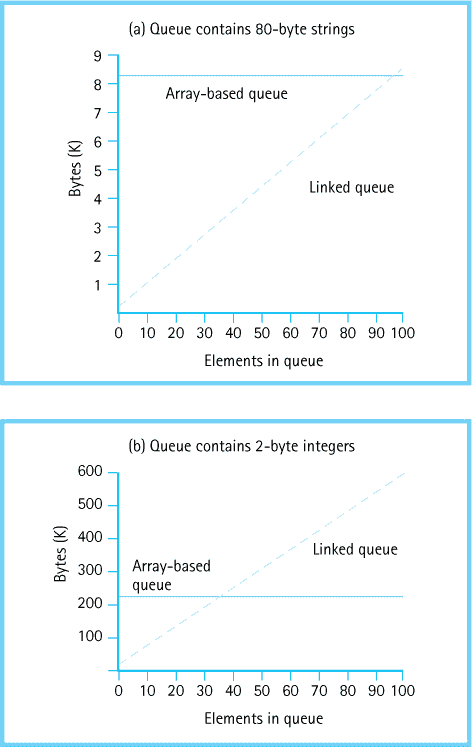 (a) Queue contains 80-byte strings
9
8
Array-based queue
7
6
Bytes (K)
5
Linked queue
4
3
2
1
0 10 20 30 40 50 60 70 80 90 100
Elements in queue
(b) Queue contains 2-byte integers
600
500
400
Linked queue
Bytes (K)
300
Array-based
queue
200
100
0 10 20 30 40 50 60 70 80 90 100
Elements in queue